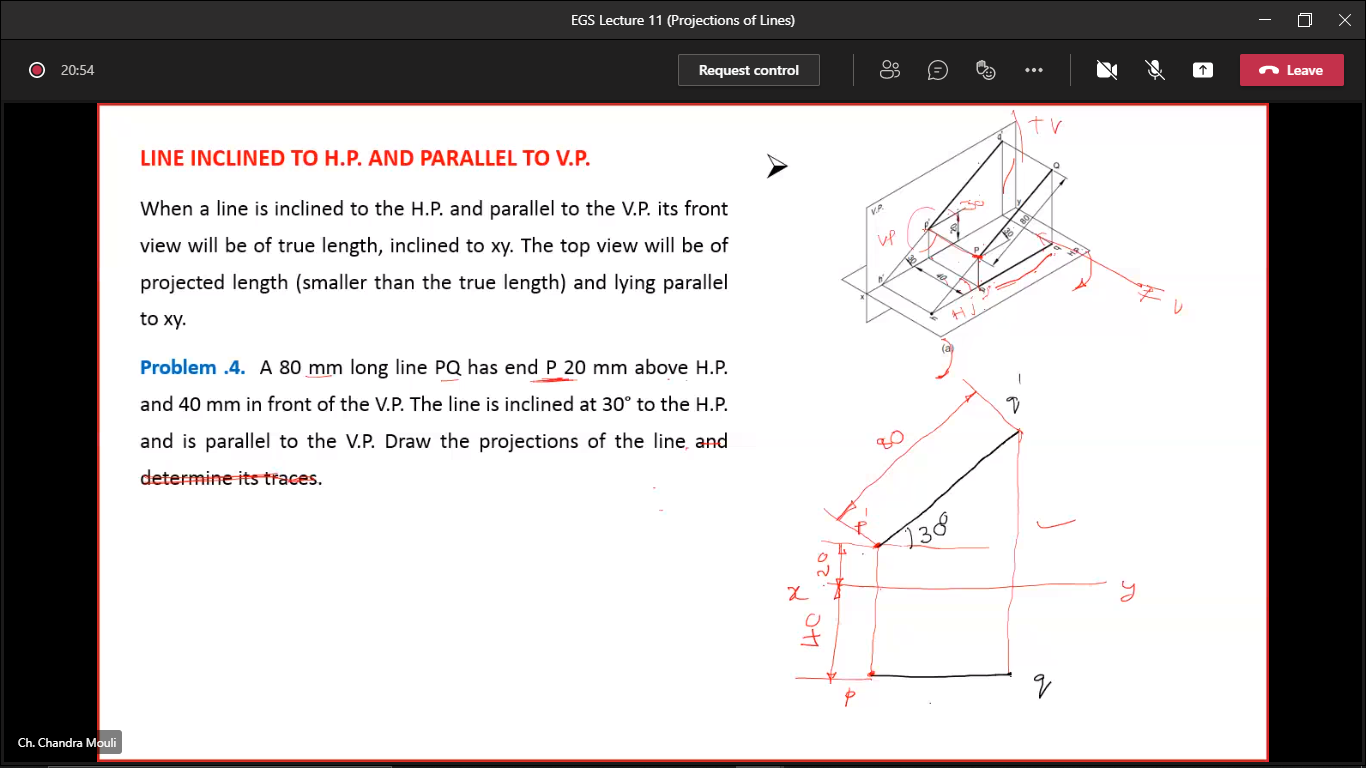 EGS Lecture 11 (Projections of Lines)
20:54
Request control
Leave
LINE INCLINED TO H.P. AND PARALLEL TO V.P.
When a line is inclined to the H.P. and parallel to the V.P. its front
view will be of true length, inclined to xy. The top view will be of
projected length (smaller than the true length) and lying parallel
to xy.
Problem .4. A 80 mm long line PQ has end P 20 mm above H.P.
and 40 mm in front of the V.P. The line is inclined at 30° to the H.P.
and is parallel to the V.P. Draw the projections of the line and
determine its traces.
V.P.
q'
Q
TV
30
VP
p'
P
80
30
y
40
h'
x
(a)
q'
80
p'
30°
20
x
y
40
p
q
Ch. Chandra Mouli